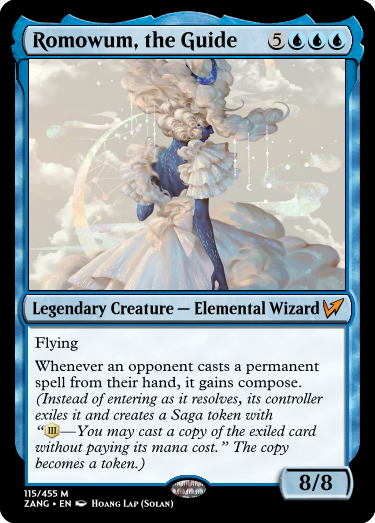 Romowum, the Guide 5
Legendary Creature — Elemental Wizard
Flying
Whenever an opponent casts a permanent
spell from their hand, it gains compose.
(Instead of entering as it resolves, its controller
exiles it and creates a Saga token with
“III—You may cast a copy of the exiled card
without paying its mana cost.” The copy
becomes a token.)
8/8
115/455 M
ZANG • EN Hoang Lap (Solan)